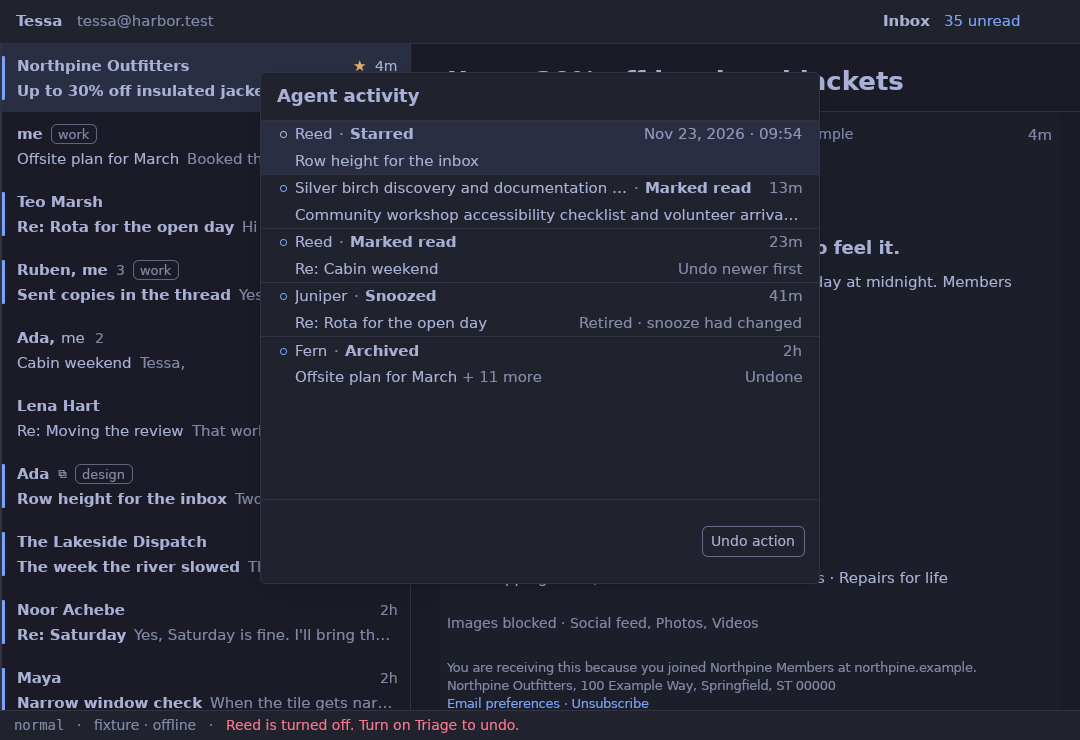 Tessa tessa@harbor.test Inbox 35 unread
Northpine Outfitters ★ 4m
Up to 30% off insulated
me work
Offsite plan for March Booked
Teo Marsh
Re: Rota for the open day Hi
Ruben, me 3 work
Sent copies in the thread Yes
Ada, me 2
Cabin weekend Tessa,
Lena Hart
Re: Moving the review That
Ada design
Row height for the inbox
The Lakeside Dispatch
The week the river slowed
Noor Achebe 2h
Re: Saturday Yes, Saturday is fine. I'll bring th…
Maya 2h
Narrow window check When the tile gets nar…
Agent activity
Reed · Starred Nov 23, 2026 · 09:54
Row height for the inbox
Silver birch discovery and documentation … · Marked read 13m
Community workshop accessibility checklist and volunteer arriva…
Reed · Marked read 23m
Re: Cabin weekend Undo newer first
Juniper · Snoozed 41m
Re: Rota for the open day Retired · snooze had changed
Fern · Archived 2h
Offsite plan for March + 11 more Undone
Undo action
4m
feel it.
at midnight. Members
· Repairs for life
Images blocked · Social feed, Photos, Videos
You are receiving this because you joined Northpine Members at northpine.example.
Northpine Outfitters, 100 Example Way, Springfield, ST 00000
Email preferences · Unsubscribe
normal · fixture · offline · Reed is turned off. Turn on Triage to undo.